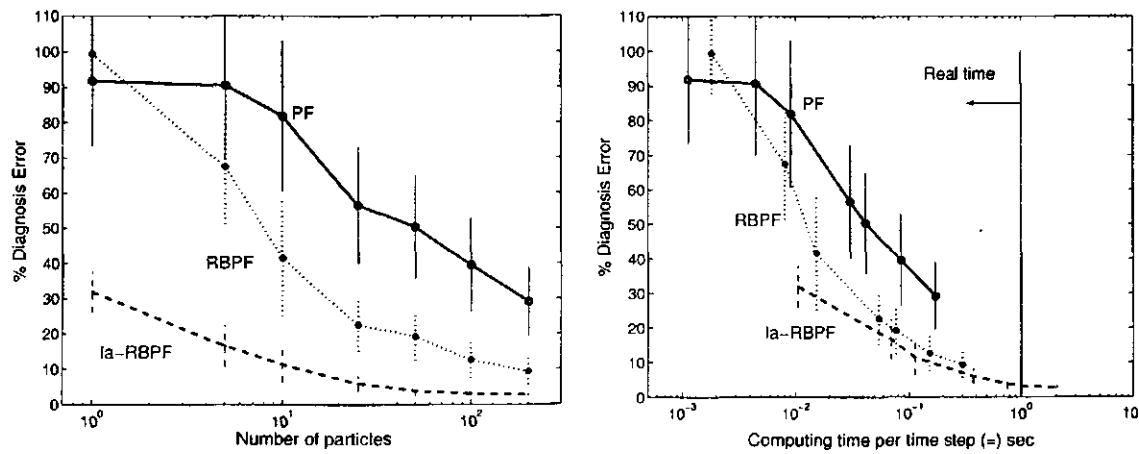 110
100
90
80
70
60
50
40
30
20
10
0
% Diagnosis Error
PF
RBPF
la-RBPF
10^0
10^1
10^2
Number of particles
110
100
90
80
70
60
50
40
30
20
10
0
% Diagnosis Error
Real time
PF
RBPF
la-RBPF
10^-3
10^-2
10^-1
10^0
10
Computing time per time step (=) sec